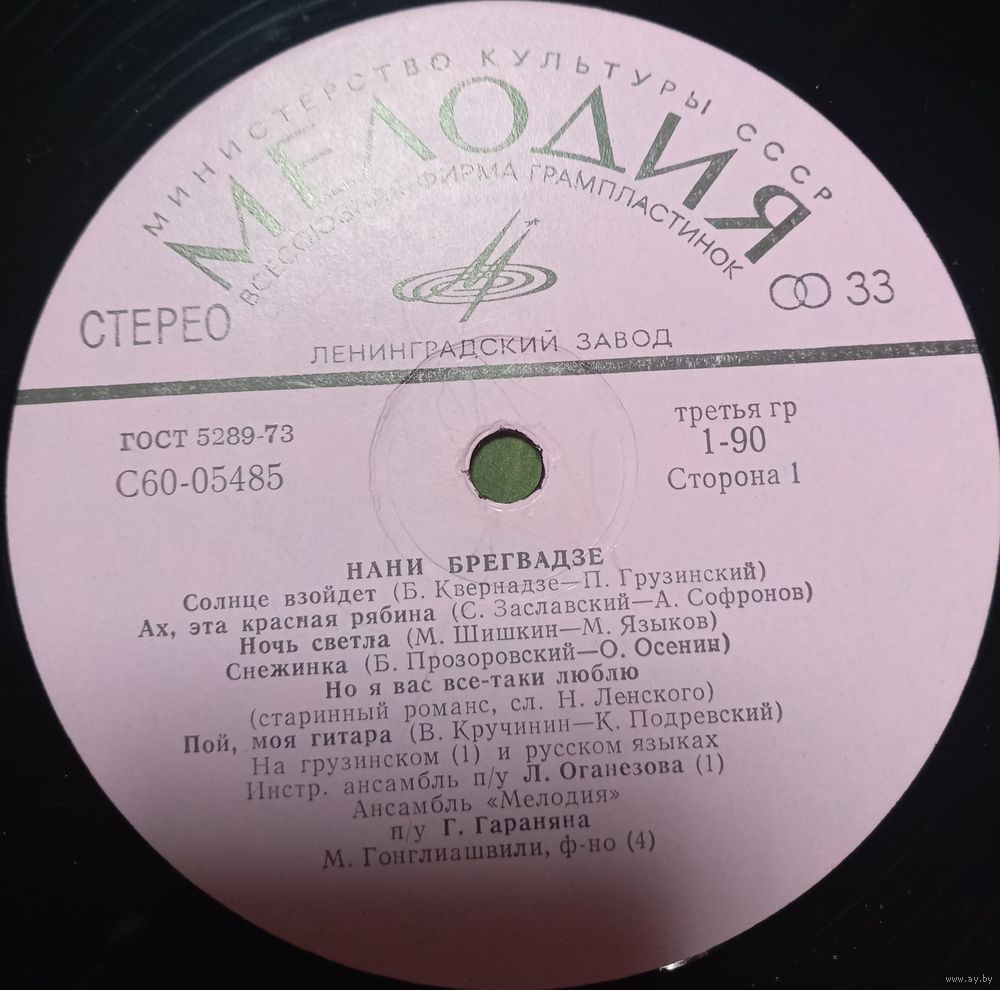 МИНИСТЕРСТВО КУЛЬТУРЫ СССР
МЕЛОДИЯ
ВСЕСОЮЗНАЯ ФИРМА ГРАМПЛАСТИНОК
СТЕРЕО
33
ЛЕНИНГРАДСКИЙ ЗАВОД
ГОСТ 5289-73
С60-05485
третья гр
1-90
Сторона 1
НАНИ БРЕГВАДЗЕ
Солнце взойдет (Б. Квернадзе—П. Грузинский)
Ах, эта красная рябина (С. Заславский—А. Софронов)
Ночь светла (М. Шишкин—М. Языков)
Снежинка (Б. Прозоровский—О. Осенин)
Но я вас все-таки люблю
(старинный романс, сл. Н. Ленского)
Пой, моя гитара (В. Кручинин—К. Подревский)
На грузинском (1) и русском языках
Инстр. ансамбль п/у Л. Оганезова (1)
Ансамбль «Мелодия»
п/у Г. Гараняна
М. Гонглиашвили, ф-но (4)
www.ay.by